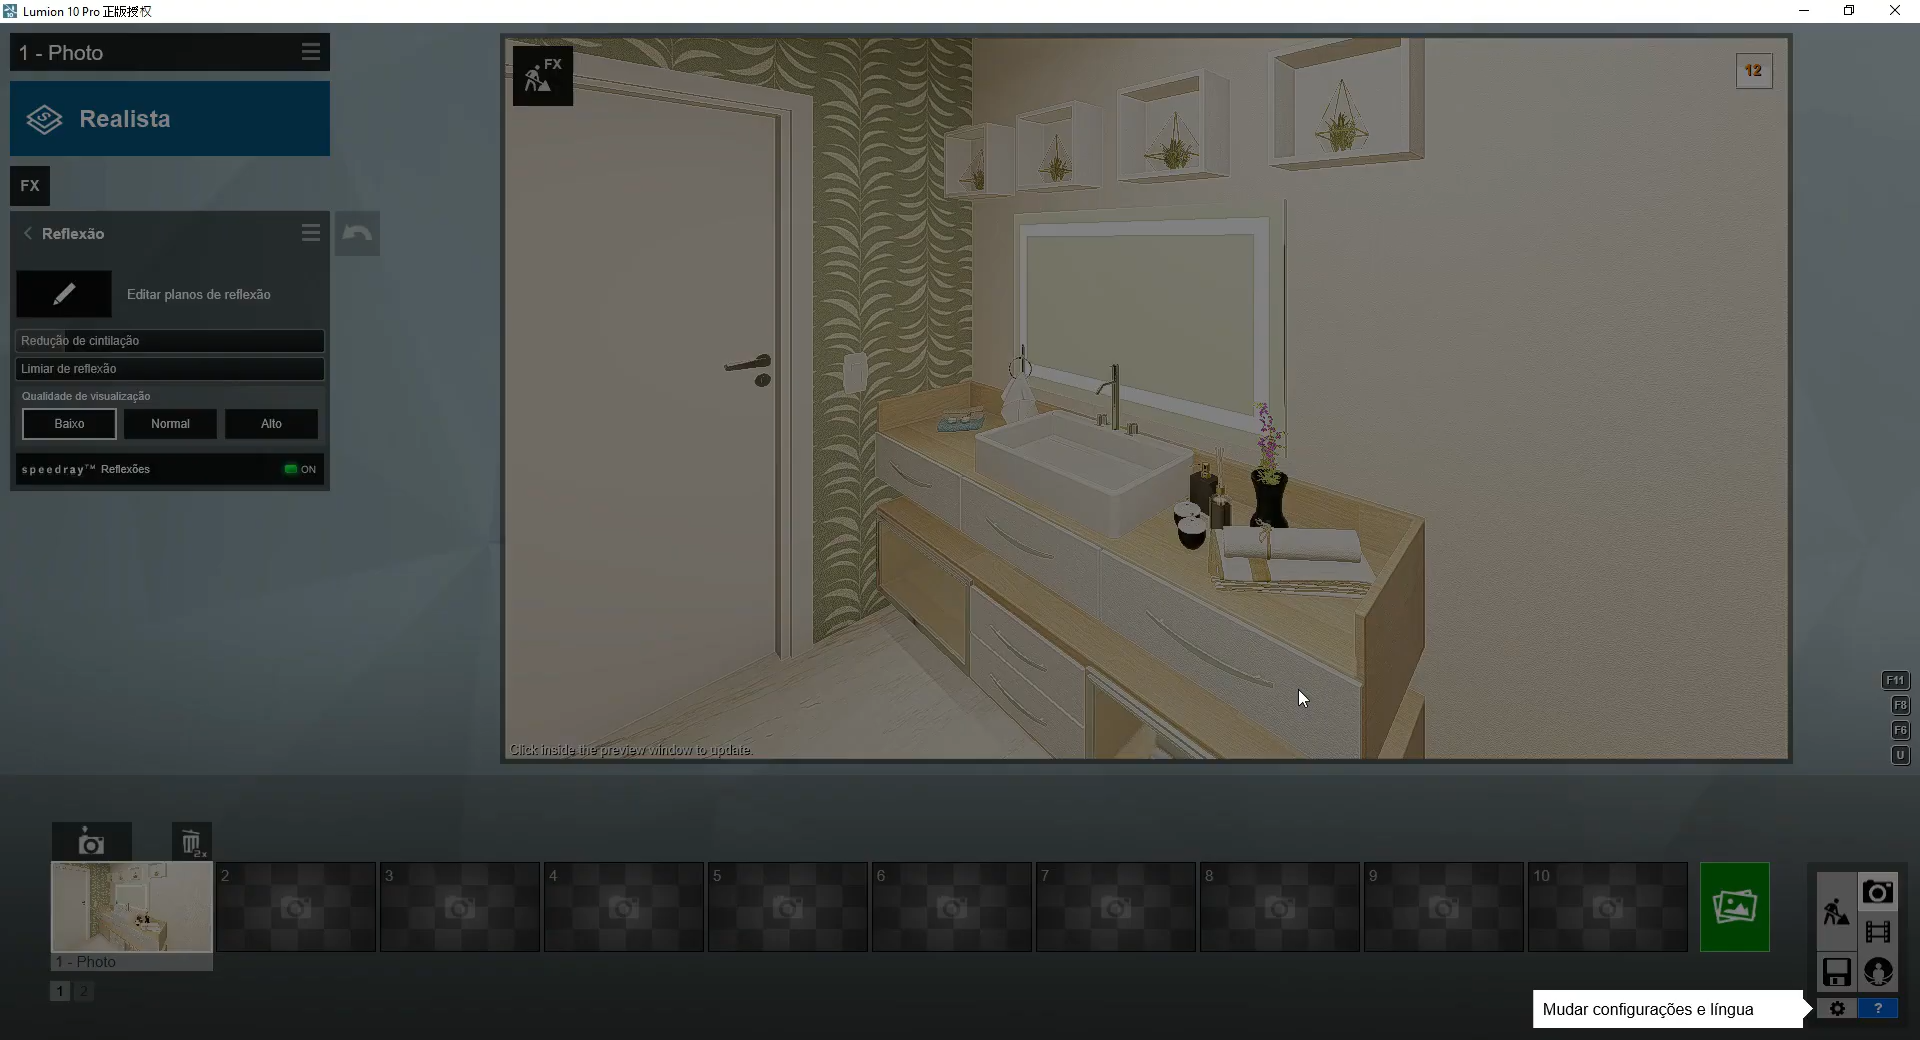 Lumion 10 Pro 正版授权
1 - Photo
Realista
FX
Reflexão
Editar planos de reflexão
Redução de cintilação
Limiar de reflexão
Qualidade de visualização
Baixo
Normal
Alto
speedray™ Reflexões
ON
FX
12
Click inside the preview window to update.
F11
F8
F6
U
2x
2
3
4
5
6
7
8
9
10
1 - Photo
1
2
Mudar configurações e língua
?